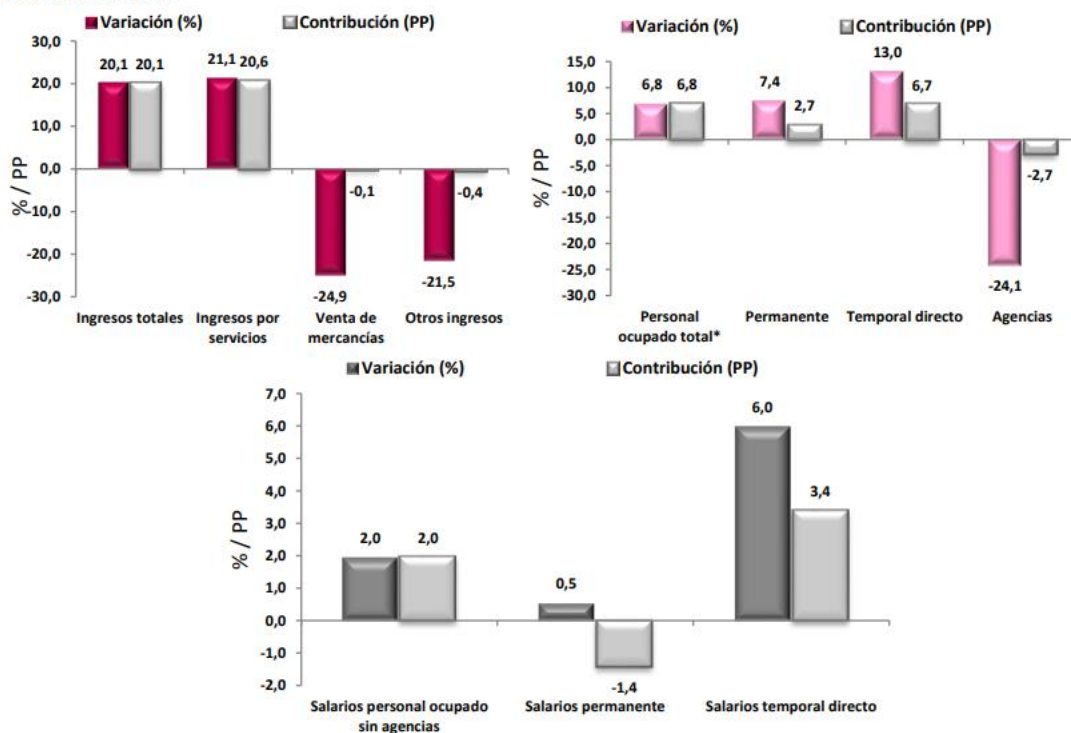 Variación (%) Contribución (PP)
30,0
20,0
10,0
0,0
-10,0
-20,0
-30,0
% / PP
20,1 20,1 21,1 20,6
-0,1 -0,4
-24,9 -21,5
Ingresos totales Ingresos por servicios Venta de mercancías Otros ingresos
Variación (%) Contribución (PP)
15,0
10,0
5,0
0,0
-5,0
-10,0
-15,0
-20,0
-25,0
-30,0
% / PP
6,8 6,8 7,4 2,7 13,0 6,7
-2,7
-24,1
Personal ocupado total* Permanente Temporal directo Agencias
Variación (%) Contribución (PP)
7,0
6,0
5,0
4,0
3,0
2,0
1,0
0,0
-1,0
-2,0
% / PP
2,0 2,0 0,5 -1,4 6,0 3,4
Salarios personal ocupado sin agencias Salarios permanente Salarios temporal directo